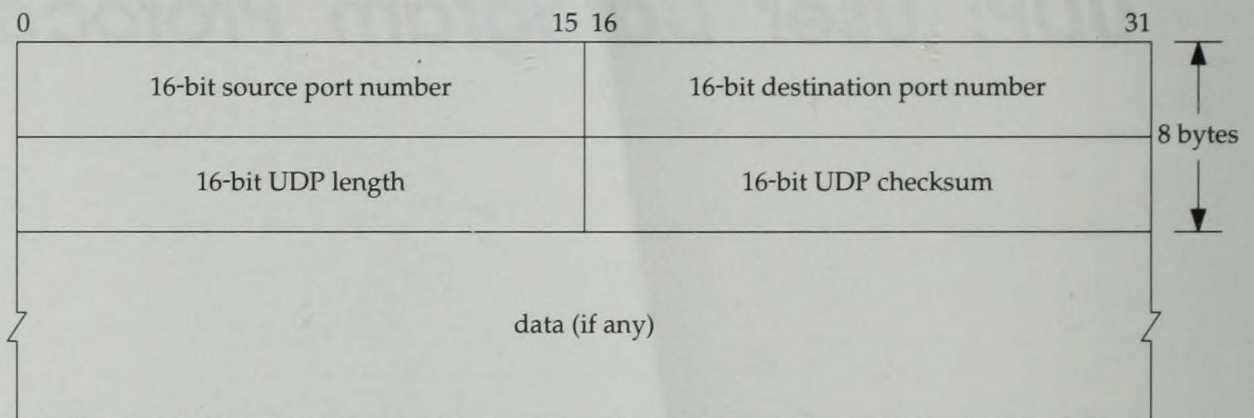 0 15 16 31
16-bit source port number 16-bit destination port number
8 bytes
16-bit UDP length 16-bit UDP checksum
data (if any)